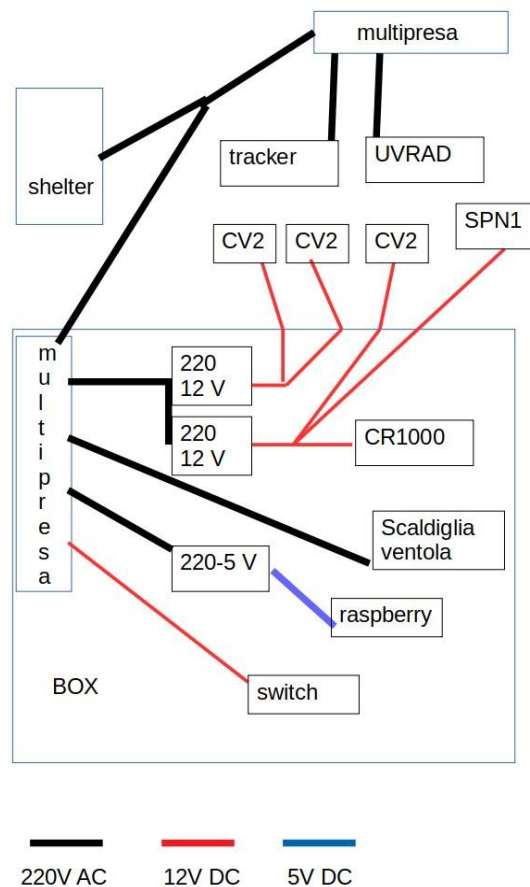 multipresa
shelter
tracker
UVRAD
SPN1
CV2
CV2
CV2
multipresa
220
12 V
220
12 V
CR1000
Scaldiglia
ventola
220-5 V
raspberry
BOX
switch
220V AC
12V DC
5V DC